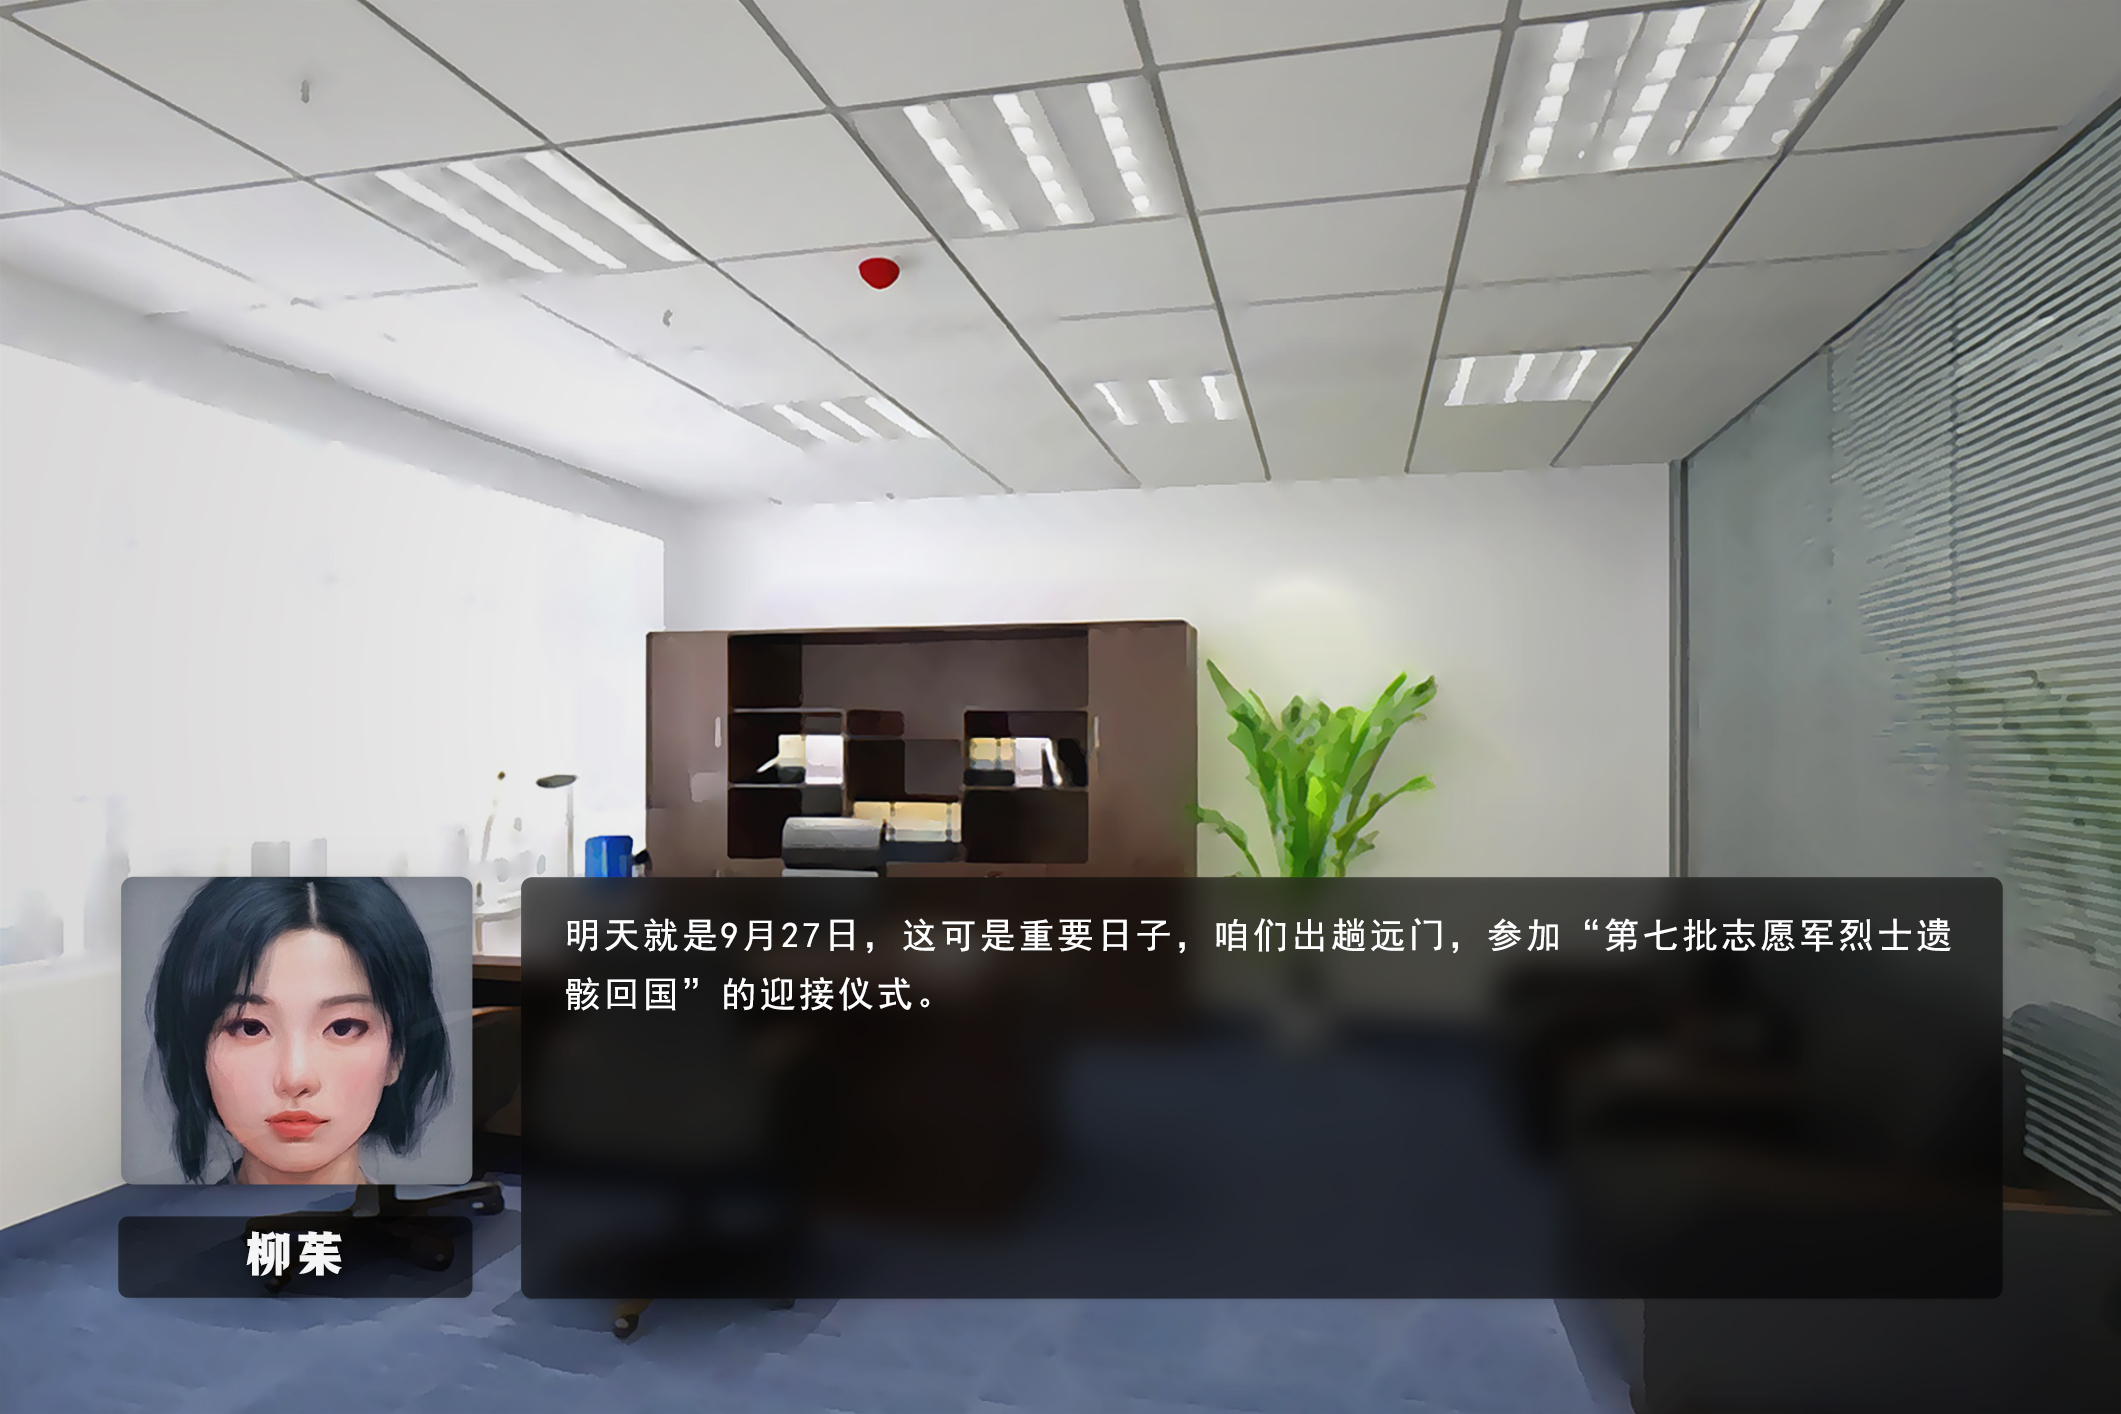 明天就是9月27日，这可是重要日子，咱们出趟远门，参加“第七批志愿军烈士遗
骸回国”的迎接仪式。
柳茱